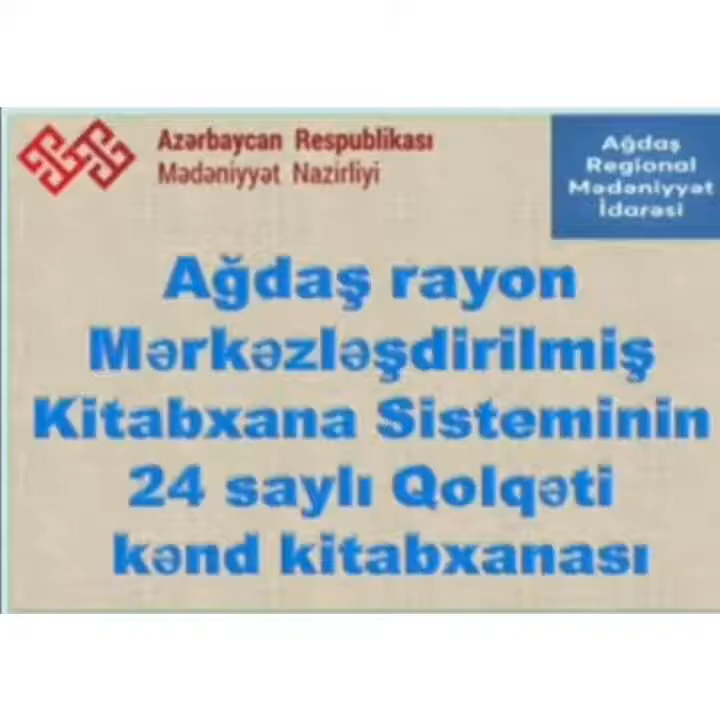 Azərbaycan Respublikası
Mədəniyyət Nazirliyi
Ağdaş
Regional
Mədəniyyət
İdarəsi
Ağdaş rayon
Mərkəzləşdirilmiş
Kitabxana Sisteminin
24 saylı Qolqəti
kənd kitabxanası